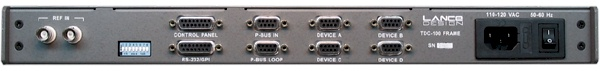 REF IN
CONTROL PANEL
P-BUS IN
DEVICE A
DEVICE B
RS-232/GPI
P-BUS LOOP
DEVICE C
DEVICE D
LANCE
DESIGN
TDC-100 FRAME
SN
110-120 VAC
50-60 Hz